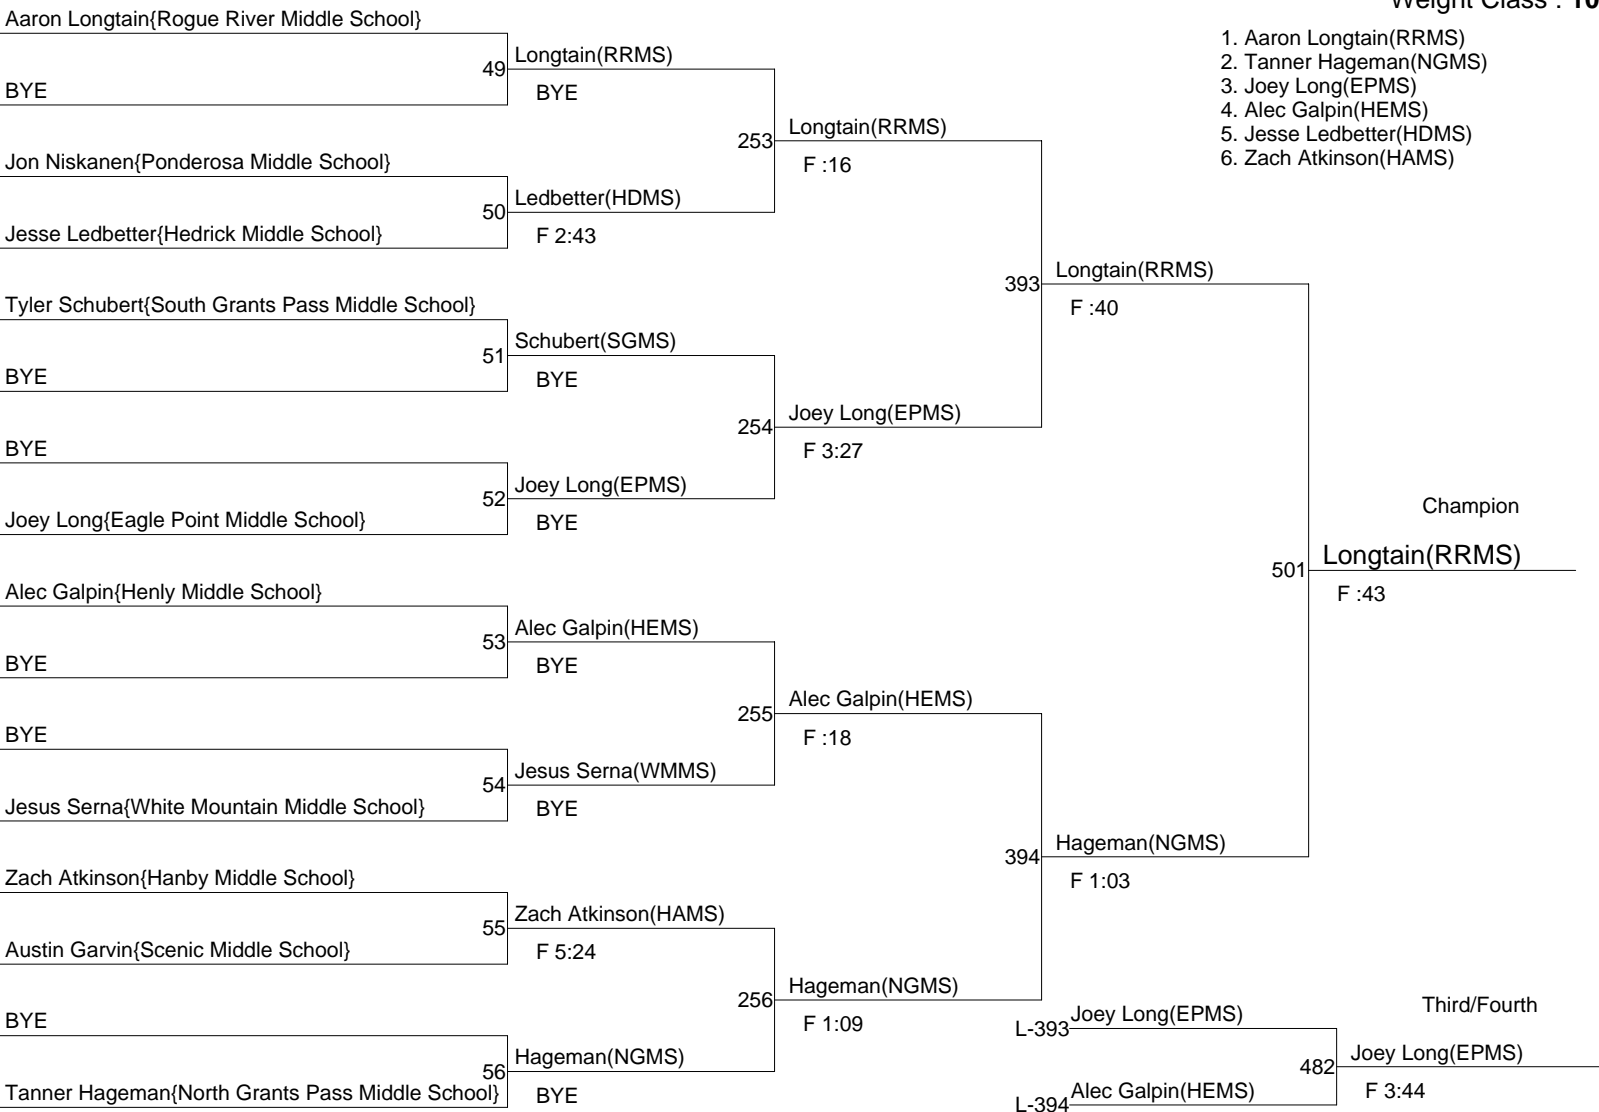 Weight Class : 10
1. Aaron Longtain(RRMS)
2. Tanner Hageman(NGMS)
3. Joey Long(EPMS)
4. Alec Galpin(HEMS)
5. Jesse Ledbetter(HDMS)
6. Zach Atkinson(HAMS)
Aaron Longtain{Rogue River Middle School}
BYE
Jon Niskanen{Ponderosa Middle School}
Jesse Ledbetter{Hedrick Middle School}
Tyler Schubert{South Grants Pass Middle School}
BYE
BYE
Joey Long{Eagle Point Middle School}
Alec Galpin{Henly Middle School}
BYE
BYE
Jesus Serna{White Mountain Middle School}
Zach Atkinson{Hanby Middle School}
Austin Garvin{Scenic Middle School}
BYE
Tanner Hageman{North Grants Pass Middle School}
49
Longtain(RRMS)
BYE
50
Ledbetter(HDMS)
F 2:43
51
Schubert(SGMS)
BYE
52
Joey Long(EPMS)
BYE
53
Alec Galpin(HEMS)
BYE
54
Jesus Serna(WMMS)
BYE
55
Zach Atkinson(HAMS)
F 5:24
56
Hageman(NGMS)
BYE
253
Longtain(RRMS)
F :16
254
Joey Long(EPMS)
F 3:27
255
Alec Galpin(HEMS)
F :18
256
Hageman(NGMS)
F 1:09
393
Longtain(RRMS)
F :40
394
Hageman(NGMS)
F 1:03
Champion
501
Longtain(RRMS)
F :43
Third/Fourth
L-393
Joey Long(EPMS)
L-394
Alec Galpin(HEMS)
482
Joey Long(EPMS)
F 3:44